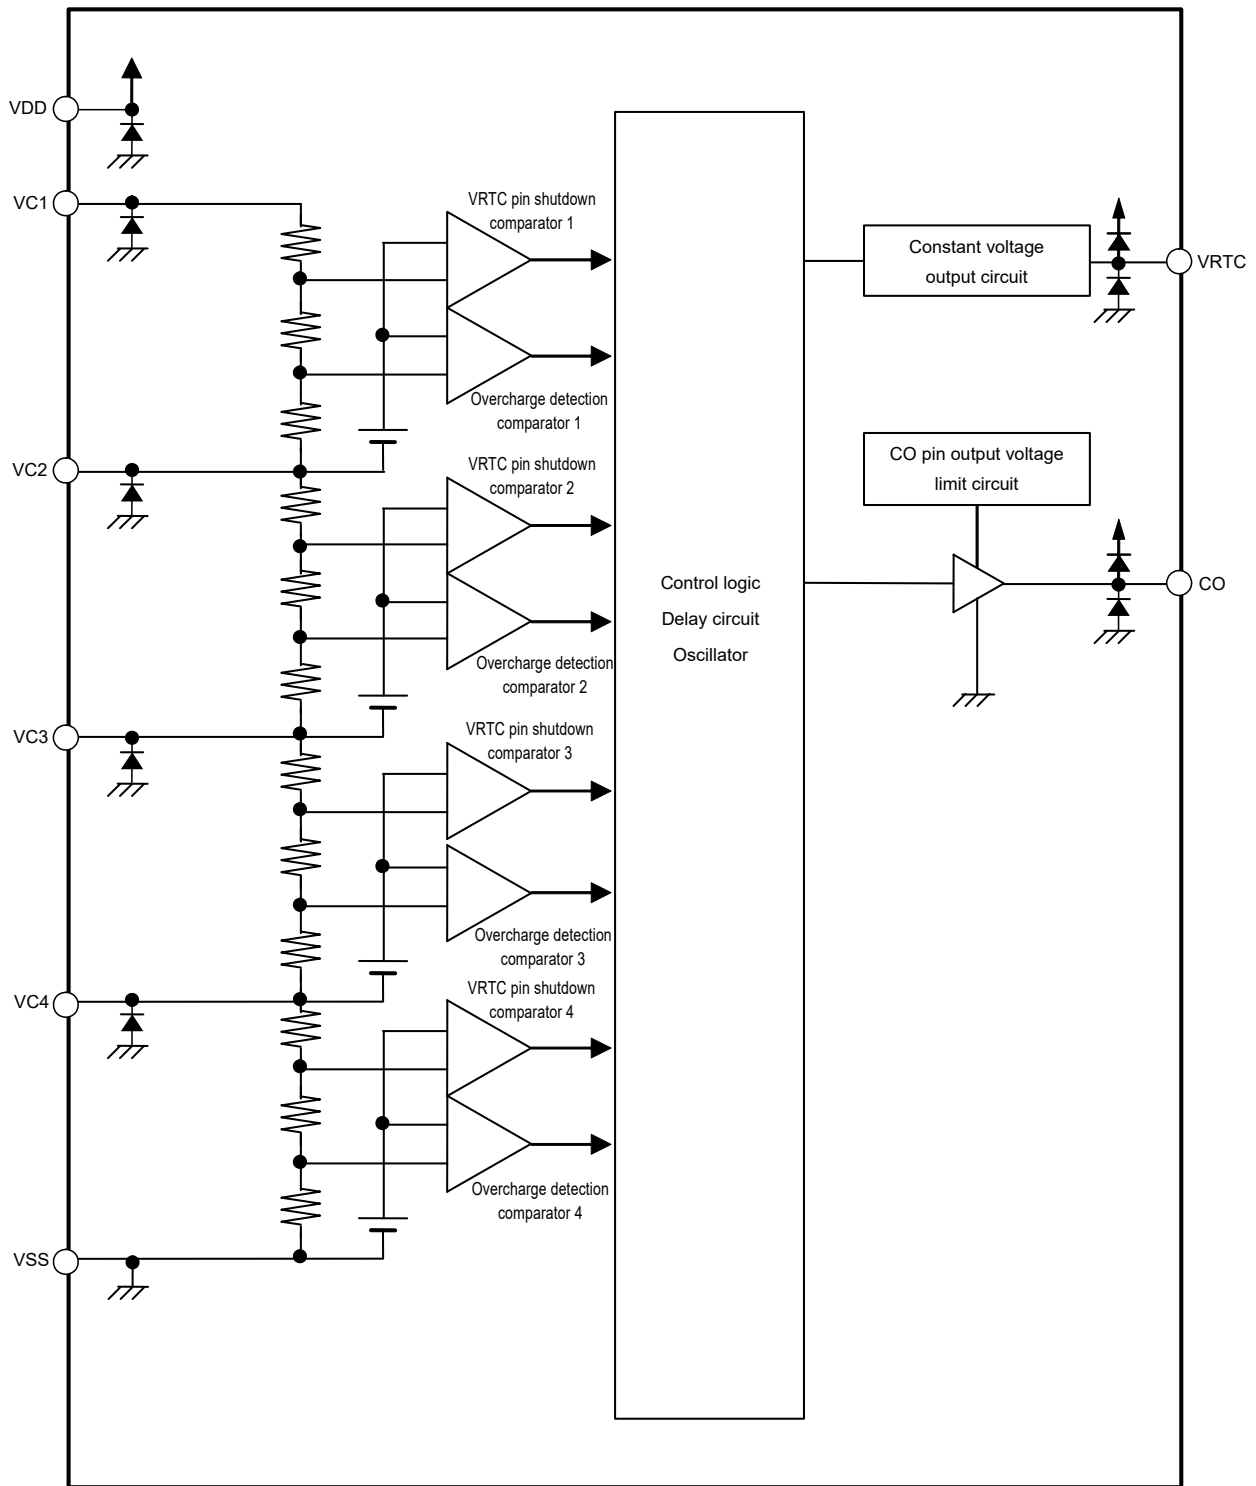 VDD
VC1
VRTC pin shutdown
comparator 1
Constant voltage
output circuit
VRTC
Overcharge detection
comparator 1
VC2
VRTC pin shutdown
comparator 2
CO pin output voltage
limit circuit
Control logic
Delay circuit
Oscillator
CO
Overcharge detection
comparator 2
VC3
VRTC pin shutdown
comparator 3
Overcharge detection
comparator 3
VC4
VRTC pin shutdown
comparator 4
Overcharge detection
comparator 4
VSS